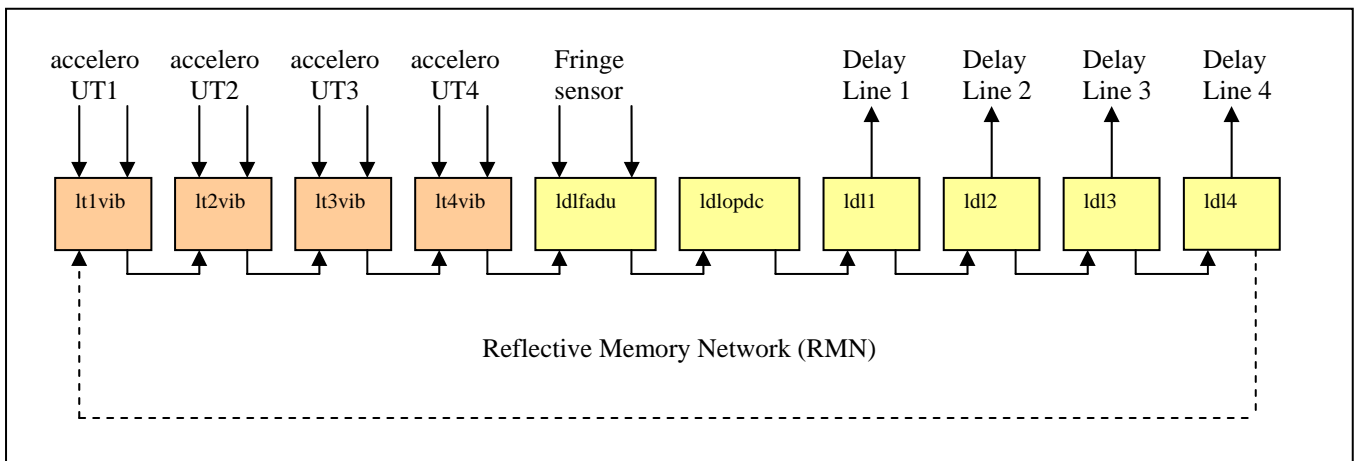 accelero UT1
accelero UT2
accelero UT3
accelero UT4
Fringe sensor
Delay Line 1
Delay Line 2
Delay Line 3
Delay Line 4
lt1vib
lt2vib
lt3vib
lt4vib
ldlfadu
ldlopdc
ldl1
ldl2
ldl3
ldl4
Reflective Memory Network (RMN)